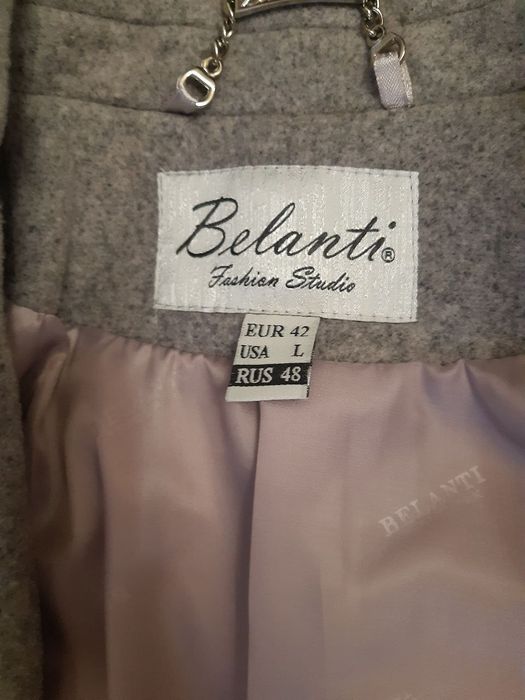 Belanti®
Fashion Studio
EUR 42
USA L
RUS 48
BELANTI